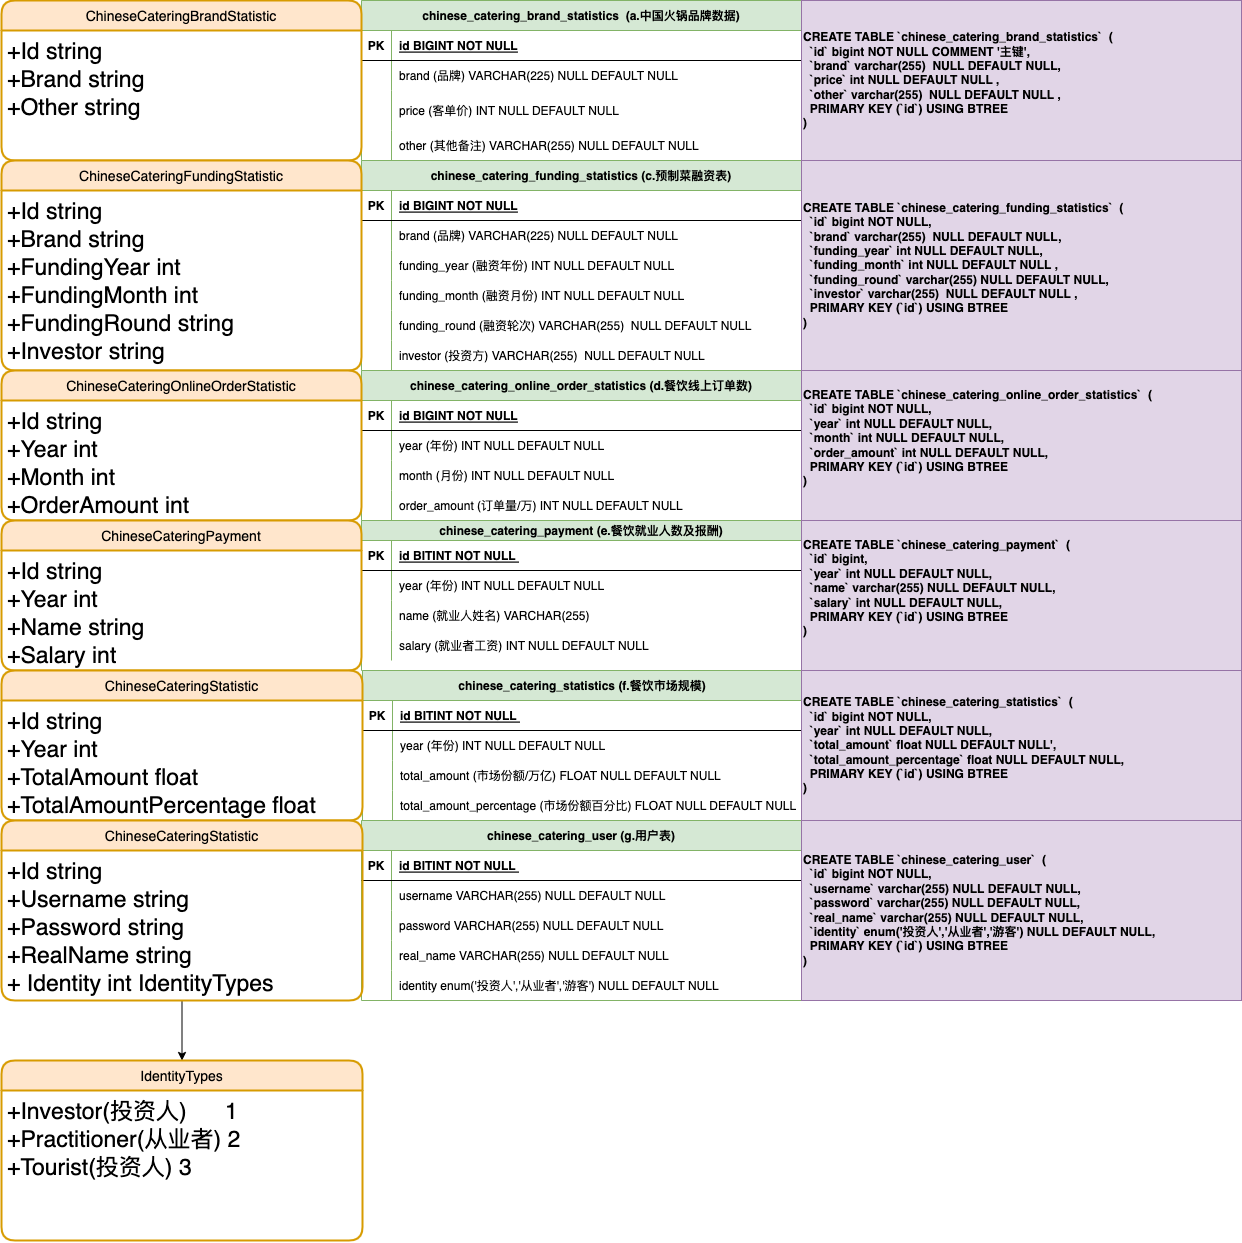 ChineseCateringBrandStatistic
+Id string
+Brand string
+Other string
chinese_catering_brand_statistics  (a.中国火锅品牌数据)
PK id BIGINT NOT NULL
brand (品牌) VARCHAR(225) NULL DEFAULT NULL
price (客单价) INT NULL DEFAULT NULL
other (其他备注) VARCHAR(255) NULL DEFAULT NULL
CREATE TABLE `chinese_catering_brand_statistics`  (
`id` bigint NOT NULL COMMENT '主键',
`brand` varchar(255)  NULL DEFAULT NULL,
`price` int NULL DEFAULT NULL ,
`other` varchar(255)  NULL DEFAULT NULL ,
PRIMARY KEY (`id`) USING BTREE
)
ChineseCateringFundingStatistic
+Id string
+Brand string
+FundingYear int
+FundingMonth int
+FundingRound string
+Investor string
chinese_catering_funding_statistics (c.预制菜融资表)
PK id BIGINT NOT NULL
brand (品牌) VARCHAR(225) NULL DEFAULT NULL
funding_year (融资年份) INT NULL DEFAULT NULL
funding_month (融资月份) INT NULL DEFAULT NULL
funding_round (融资轮次) VARCHAR(255)  NULL DEFAULT NULL
investor (投资方) VARCHAR(255)  NULL DEFAULT NULL
CREATE TABLE `chinese_catering_funding_statistics`  (
`id` bigint NOT NULL,
`brand` varchar(255)  NULL DEFAULT NULL,
`funding_year` int NULL DEFAULT NULL,
`funding_month` int NULL DEFAULT NULL ,
`funding_round` varchar(255) NULL DEFAULT NULL,
`investor` varchar(255)  NULL DEFAULT NULL ,
PRIMARY KEY (`id`) USING BTREE
)
ChineseCateringOnlineOrderStatistic
+Id string
+Year int
+Month int
+OrderAmount int
chinese_catering_online_order_statistics (d.餐饮线上订单数)
PK id BIGINT NOT NULL
year (年份) INT NULL DEFAULT NULL
month (月份) INT NULL DEFAULT NULL
order_amount (订单量/万) INT NULL DEFAULT NULL
CREATE TABLE `chinese_catering_online_order_statistics`  (
`id` bigint NOT NULL,
`year` int NULL DEFAULT NULL,
`month` int NULL DEFAULT NULL,
`order_amount` int NULL DEFAULT NULL,
PRIMARY KEY (`id`) USING BTREE
)
ChineseCateringPayment
+Id string
+Year int
+Name string
+Salary int
chinese_catering_payment (e.餐饮就业人数及报酬)
PK id BITINT NOT NULL
year (年份) INT NULL DEFAULT NULL
name (就业人姓名) VARCHAR(255)
salary (就业者工资) INT NULL DEFAULT NULL
CREATE TABLE `chinese_catering_payment`  (
`id` bigint,
`year` int NULL DEFAULT NULL,
`name` varchar(255) NULL DEFAULT NULL,
`salary` int NULL DEFAULT NULL,
PRIMARY KEY (`id`) USING BTREE
)
ChineseCateringStatistic
+Id string
+Year int
+TotalAmount float
+TotalAmountPercentage float
chinese_catering_statistics (f.餐饮市场规模)
PK id BITINT NOT NULL
year (年份) INT NULL DEFAULT NULL
total_amount (市场份额/万亿) FLOAT NULL DEFAULT NULL
total_amount_percentage (市场份额百分比) FLOAT NULL DEFAULT NULL
CREATE TABLE `chinese_catering_statistics`  (
`id` bigint NOT NULL,
`year` int NULL DEFAULT NULL,
`total_amount` float NULL DEFAULT NULL',
`total_amount_percentage` float NULL DEFAULT NULL,
PRIMARY KEY (`id`) USING BTREE
)
ChineseCateringStatistic
+Id string
+Username string
+Password string
+RealName string
+ Identity int IdentityTypes
chinese_catering_user (g.用户表)
PK id BITINT NOT NULL
username VARCHAR(255) NULL DEFAULT NULL
password VARCHAR(255) NULL DEFAULT NULL
real_name VARCHAR(255) NULL DEFAULT NULL
identity enum('投资人','从业者','游客') NULL DEFAULT NULL
CREATE TABLE `chinese_catering_user`  (
`id` bigint NOT NULL,
`username` varchar(255) NULL DEFAULT NULL,
`password` varchar(255) NULL DEFAULT NULL,
`real_name` varchar(255) NULL DEFAULT NULL,
`identity` enum('投资人','从业者','游客') NULL DEFAULT NULL,
PRIMARY KEY (`id`) USING BTREE
)
IdentityTypes
+Investor(投资人) 1
+Practitioner(从业者) 2
+Tourist(投资人) 3